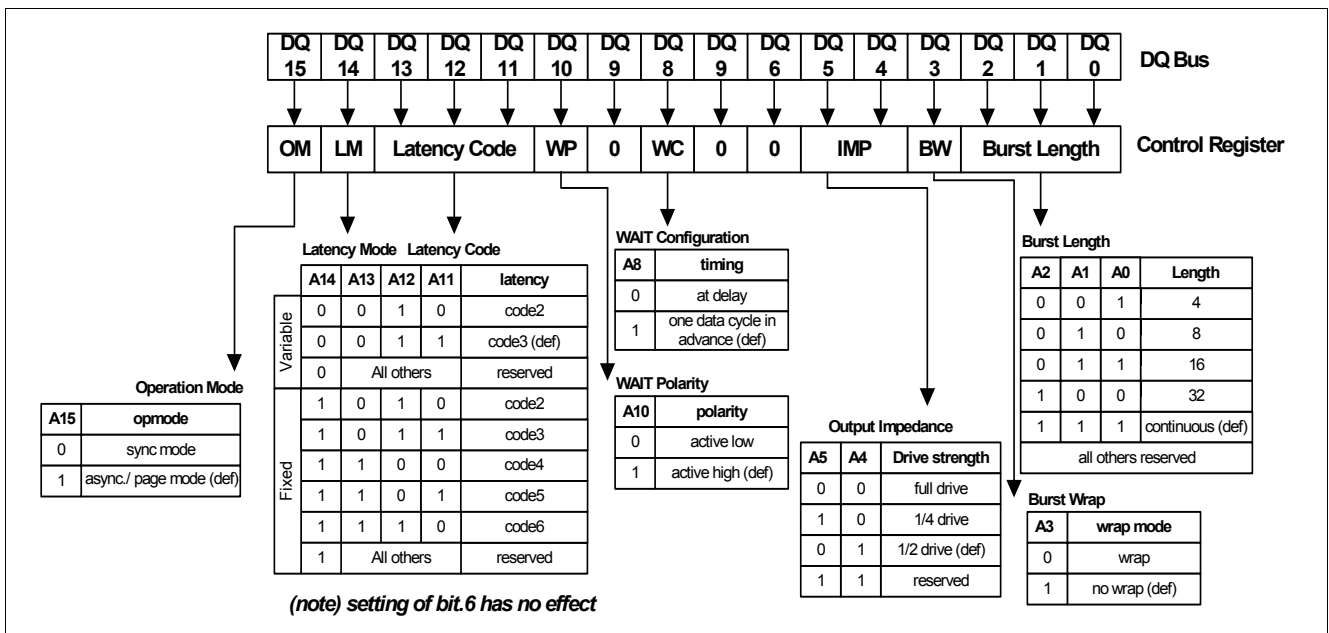 DQ 15 DQ 14 DQ 13 DQ 12 DQ 11 DQ 10 DQ 9 DQ 8 DQ 9 DQ 6 DQ 5 DQ 4 DQ 3 DQ 2 DQ 1 DQ 0 DQ Bus
OM LM Latency Code WP 0 WC 0 0 IMP BW Burst Length Control Register
Latency Mode Latency Code
A14 A13 A12 A11 latency
Variable
0 0 1 0 code2
0 0 1 1 code3 (def)
0 All others reserved
Fixed
1 0 1 0 code2
1 0 1 1 code3
1 1 0 0 code4
1 1 0 1 code5
1 1 1 0 code6
1 All others reserved
(note) setting of bit.6 has no effect
Operation Mode
A15 opmode
0 sync mode
1 async./ page mode (def)
WAIT Configuration
A8 timing
0 at delay
1 one data cycle in
advance (def)
WAIT Polarity
A10 polarity
0 active low
1 active high (def)
Output Impedance
A5 A4 Drive strength
0 0 full drive
1 0 1/4 drive
0 1 1/2 drive (def)
1 1 reserved
Burst Length
A2 A1 A0 Length
0 0 1 4
0 1 0 8
0 1 1 16
1 0 0 32
1 1 1 continuous (def)
all others reserved
Burst Wrap
A3 wrap mode
0 wrap
1 no wrap (def)